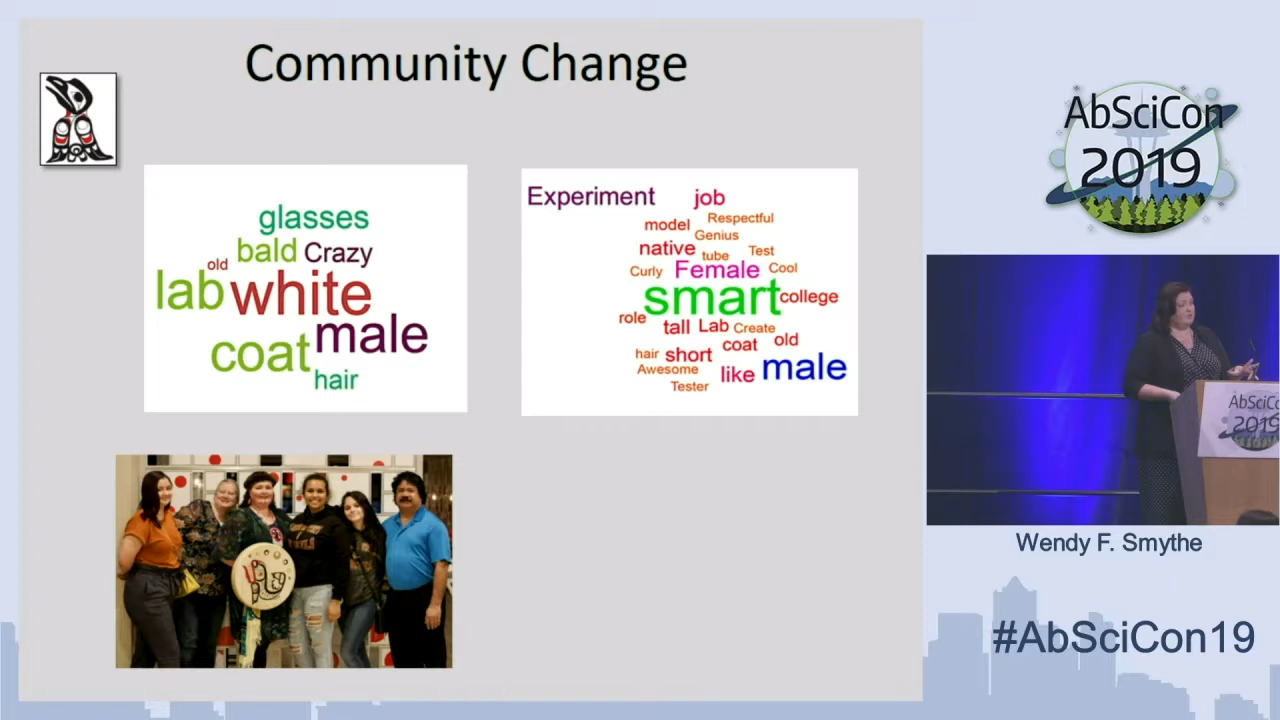 Community Change
glasses
bald Crazy
old
lab white
male
coat
hair
Experiment job
Respectful
model
Genius
native tube Test
Curly Female Cool
smart college
role
tall Lab Create
coat old
hair short
Awesome like male
Tester
AbSciCon
2019
AbSciCo
2019
Wendy F. Smythe
#AbSciCon19